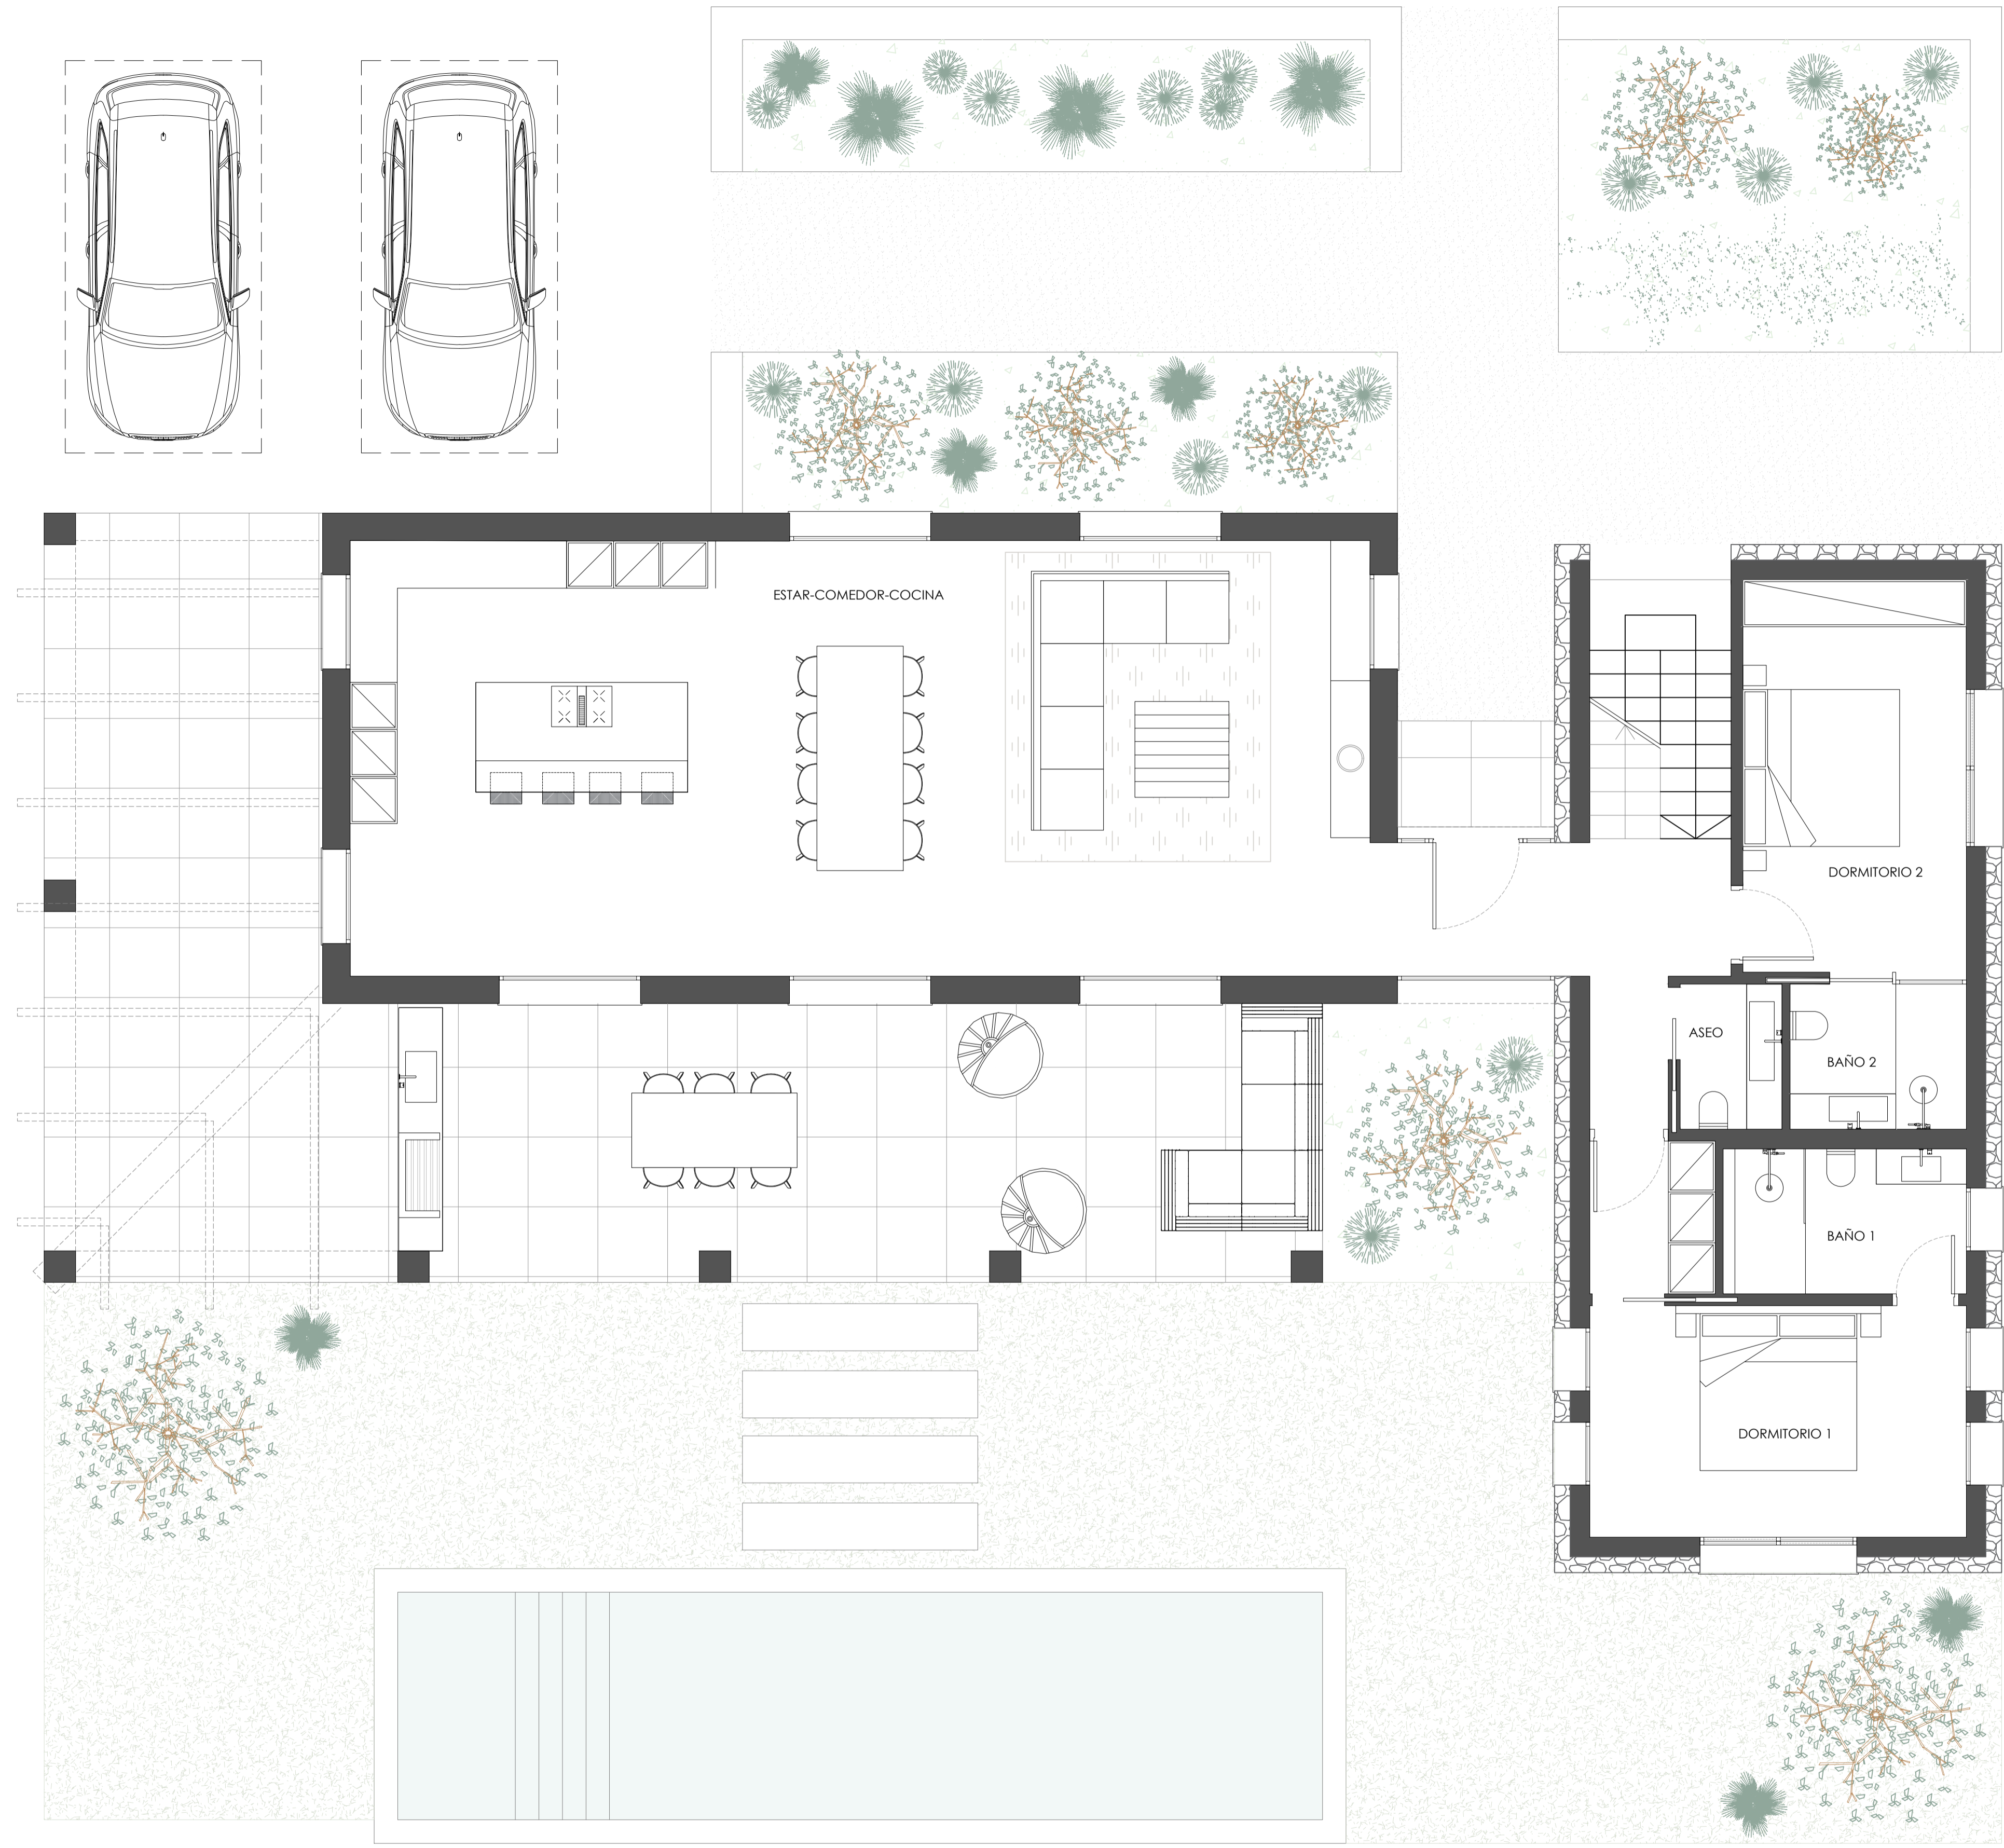 ESTAR-COMEDOR-COCINA
DORMITORIO 2
ASEO
BAÑO 2
BAÑO 1
DORMITORIO 1